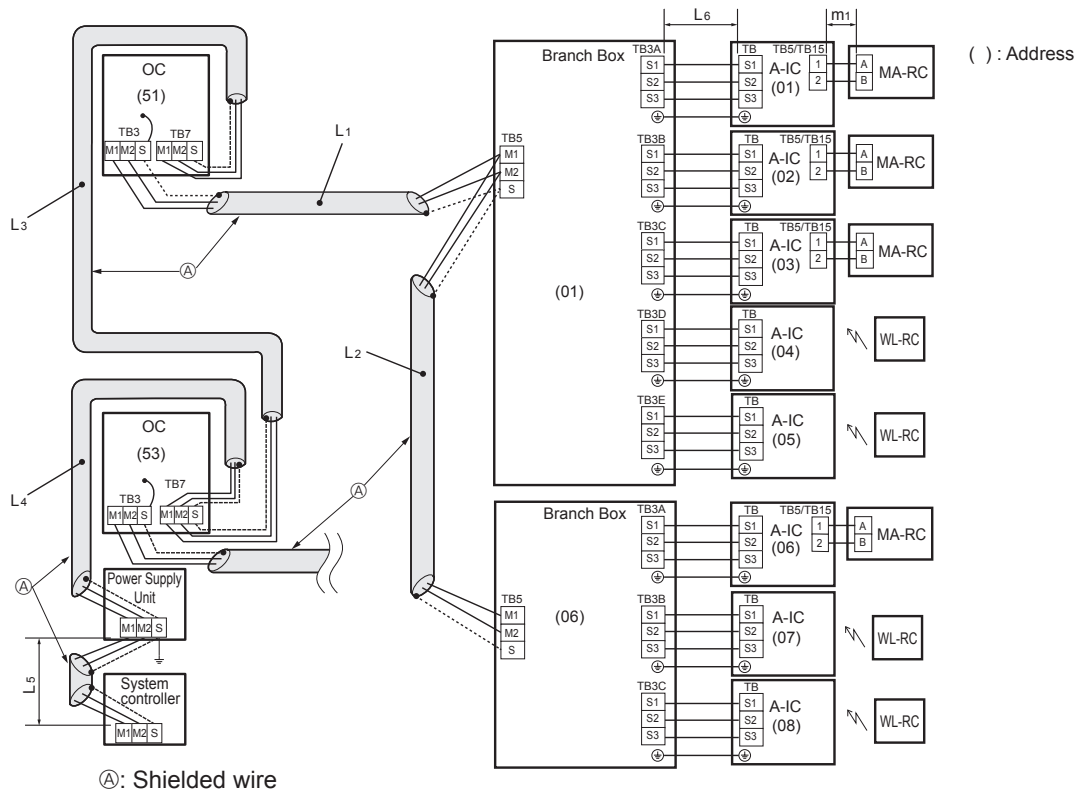 OC
(51)
TB3
TB7
M1 M2 S
M1 M2 S
L1
L3
Ⓐ
L2
OC
(53)
TB3
TB7
M1 M2 S
M1 M2 S
L4
Ⓐ
Ⓐ
Power Supply
Unit
M1 M2 S
L5
System
controller
M1 M2 S
Ⓐ: Shielded wire
L6
m1
( ) : Address
Branch Box
(01)
TB5
M1
M2
S
TB3A
S1
S2
S3
TB
S1
S2
S3
A-IC
(01)
TB5/TB15
1
2
A
B
MA-RC
TB3B
S1
S2
S3
TB
S1
S2
S3
A-IC
(02)
TB5/TB15
1
2
A
B
MA-RC
TB3C
S1
S2
S3
TB
S1
S2
S3
A-IC
(03)
TB5/TB15
1
2
A
B
MA-RC
TB3D
S1
S2
S3
TB
S1
S2
S3
A-IC
(04)
WL-RC
TB3E
S1
S2
S3
TB
S1
S2
S3
A-IC
(05)
WL-RC
Branch Box
(06)
TB5
M1
M2
S
TB3A
S1
S2
S3
TB
S1
S2
S3
A-IC
(06)
TB5/TB15
1
2
A
B
MA-RC
TB3B
S1
S2
S3
TB
S1
S2
S3
A-IC
(07)
WL-RC
TB3C
S1
S2
S3
TB
S1
S2
S3
A-IC
(08)
WL-RC